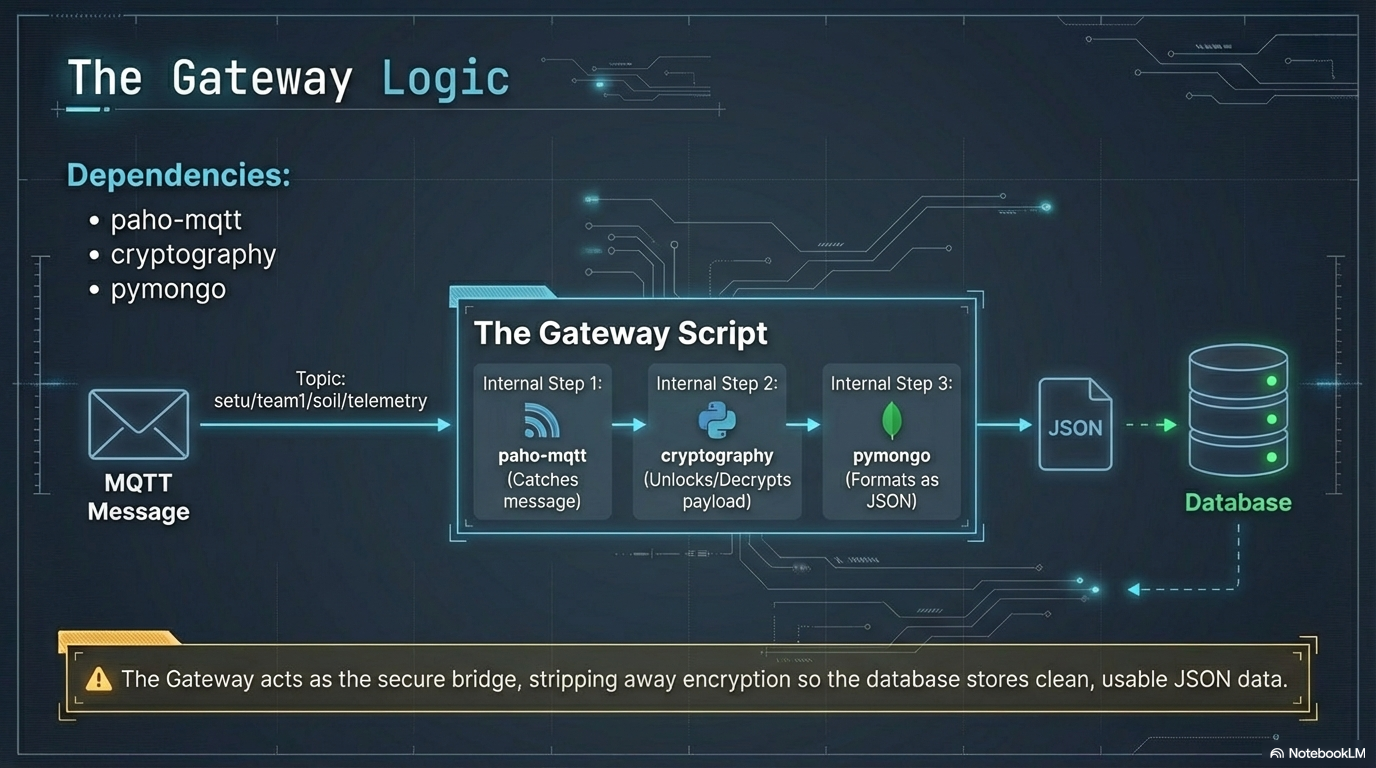 The Gateway Logic
Dependencies:
• paho-mqtt
• cryptography
• pymongo
MQTT
Message
Topic:
setu/team1/soil/telemetry
The Gateway Script
Internal Step 1:
paho-mqtt
(Catches
message)
Internal Step 2:
cryptography
(Unlocks/Decrypts
payload)
Internal Step 3:
pymongo
(Formats as
JSON)
JSON
Database
The Gateway acts as the secure bridge, stripping away encryption so the database stores clean, usable JSON data.
NotebookLM